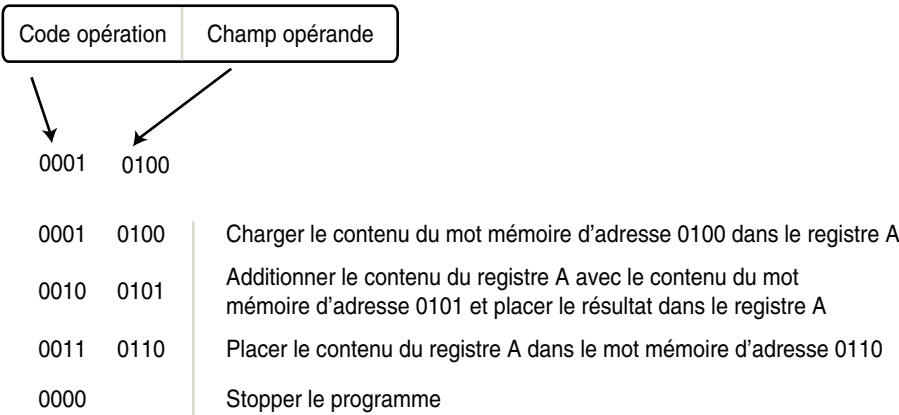 Code opération Champ opérande
0001 0100
0001 0100 Charger le contenu du mot mémoire d'adresse 0100 dans le registre A
0010 0101 Additionner le contenu du registre A avec le contenu du mot
mémoire d'adresse 0101 et placer le résultat dans le registre A
0011 0110 Placer le contenu du registre A dans le mot mémoire d'adresse 0110
0000 Stopper le programme